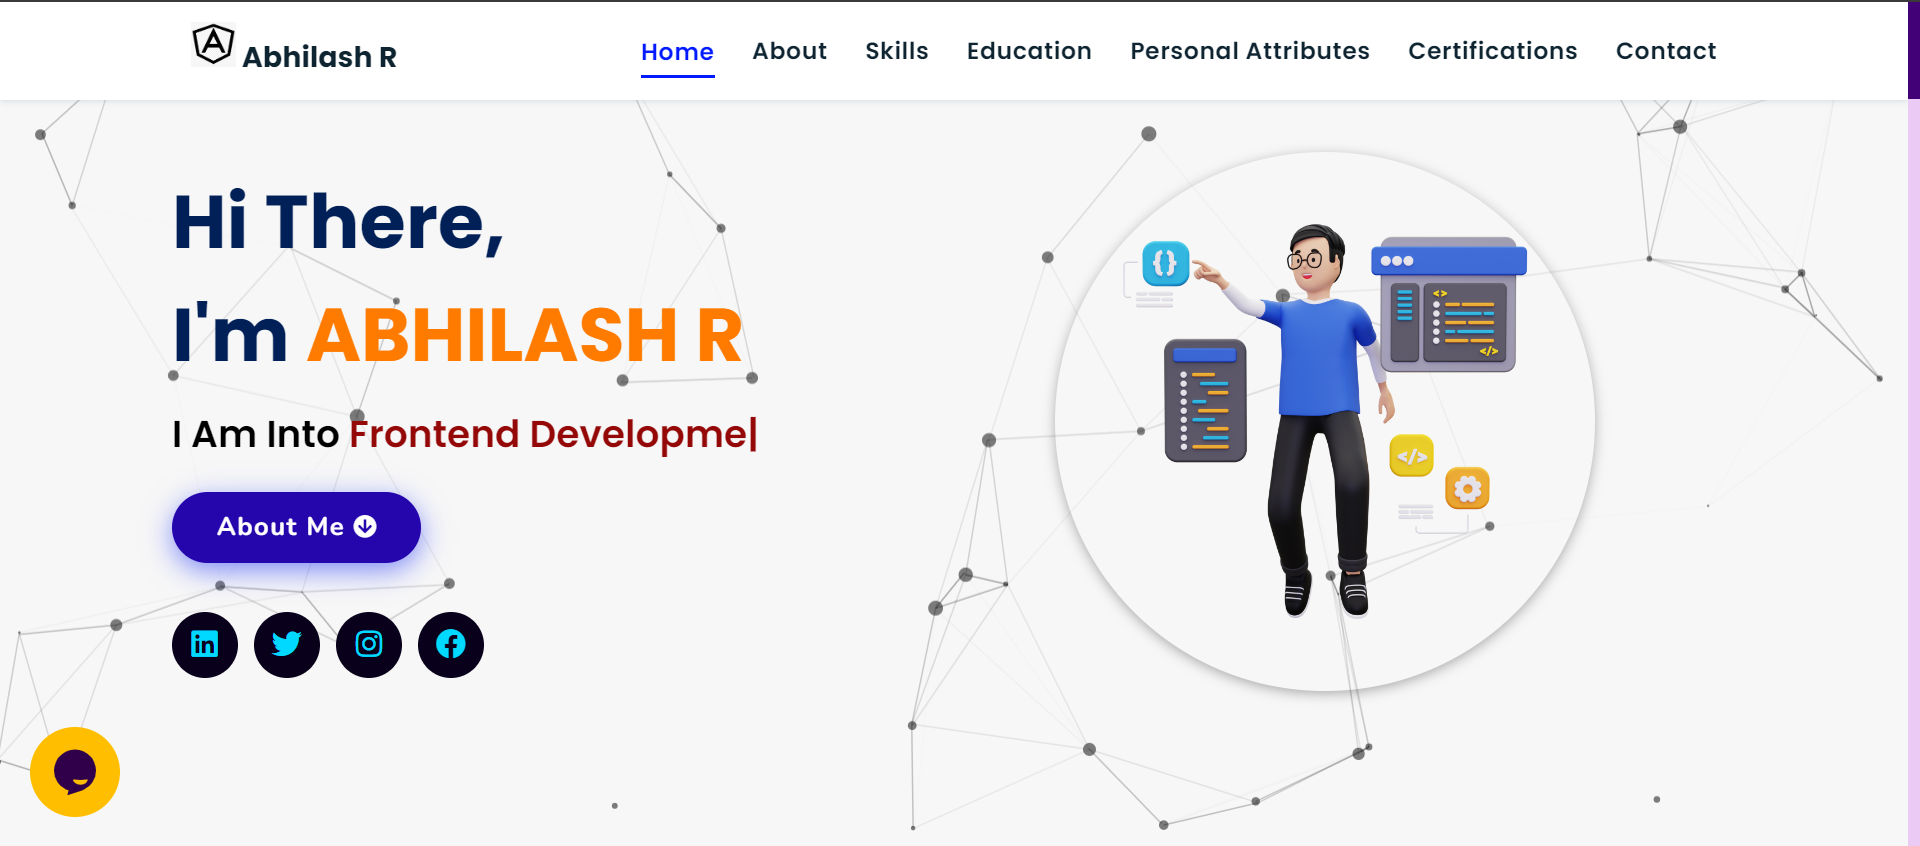 Abhilash R
Home About Skills Education Personal Attributes Certifications Contact
Hi There,
I'm ABHILASH R
I Am Into Frontend Developme|
About Me
{}
</>
</>